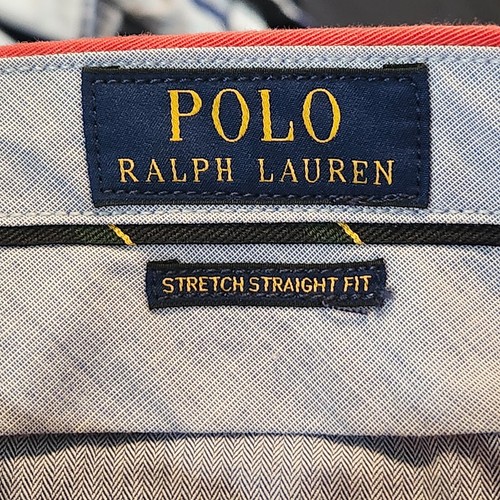 POLO
RALPH LAUREN
STRETCH STRAIGHT FIT